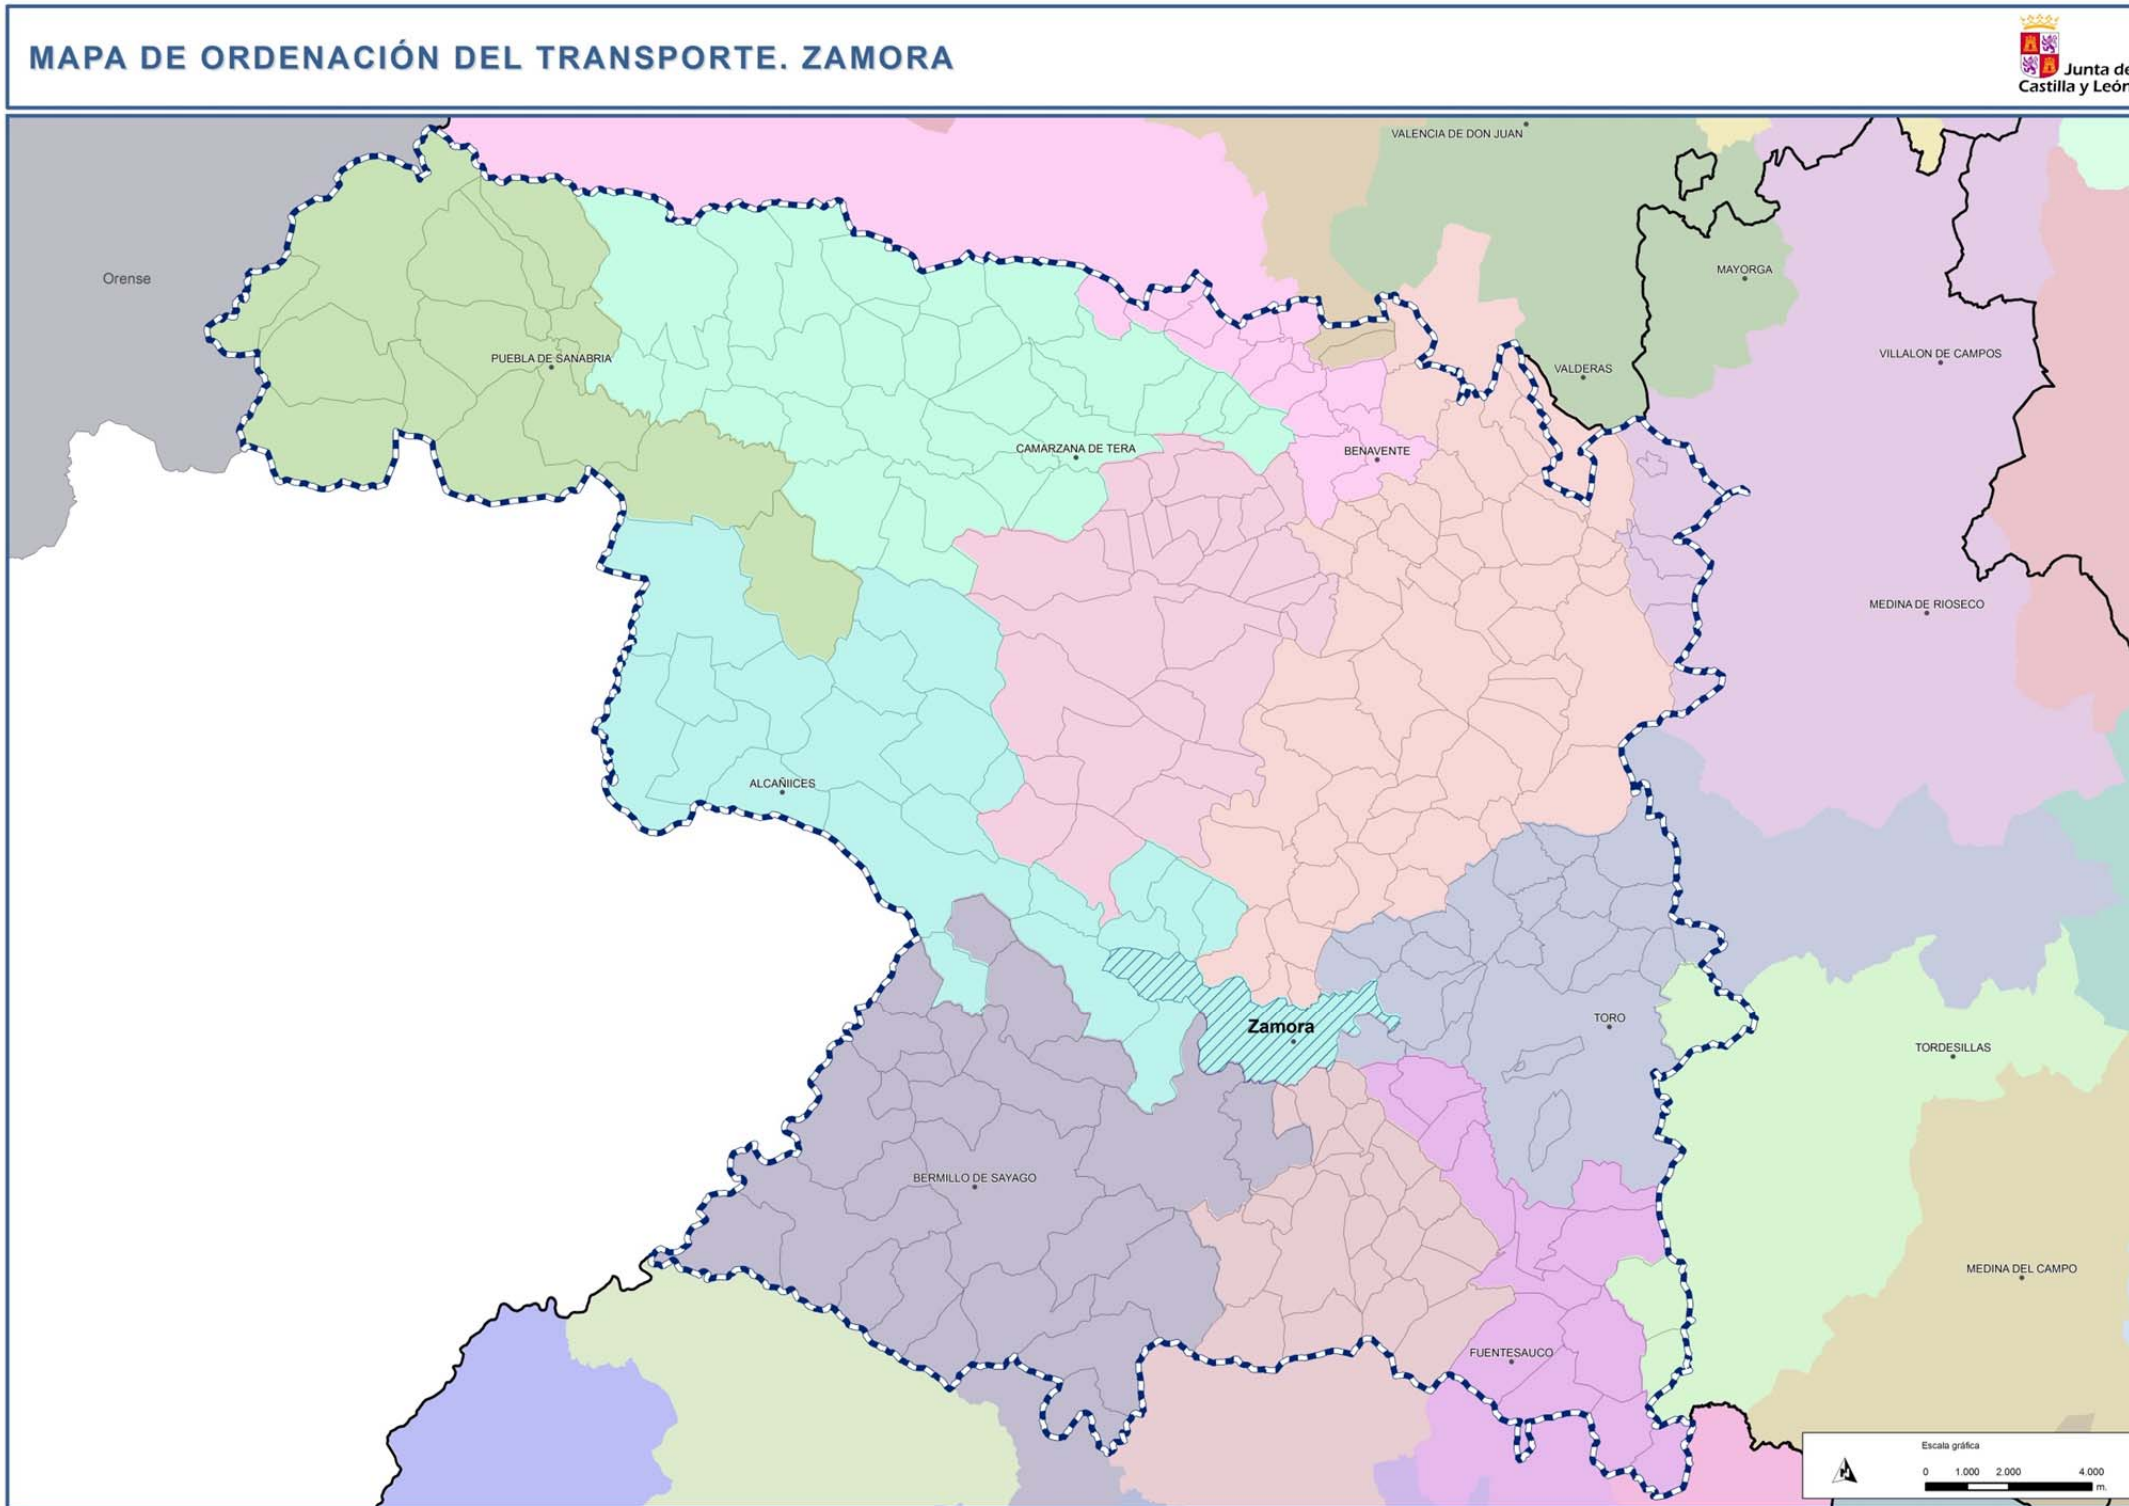 MAPA DE ORDENACIÓN DEL TRANSPORTE. ZAMORA
Junta de
Castilla y León
VALENCIA DE DON JUAN
Orense
MAYORGA
PUEBLA DE SANABRIA
VALDERAS
VILLALON DE CAMPOS
CAMARZANA DE TERA
BENAVENTE
MEDINA DE RIOSECO
ALCAÑIICES
Zamora
TORO
TORDESILLAS
BERMILLO DE SAYAGO
MEDINA DEL CAMPO
FUENTESAUCO
Escala gráfica
0 1.000 2.000 4.000
m.